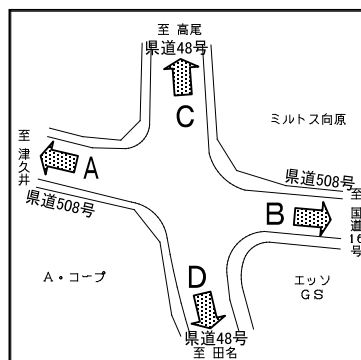 至 高尾
県道48号
C
ミルトス向原
至 津久井
A
県道508号
県道508号
B
至 国道16号
D
A・コープ
エッソ
GS
県道48号
至 田名